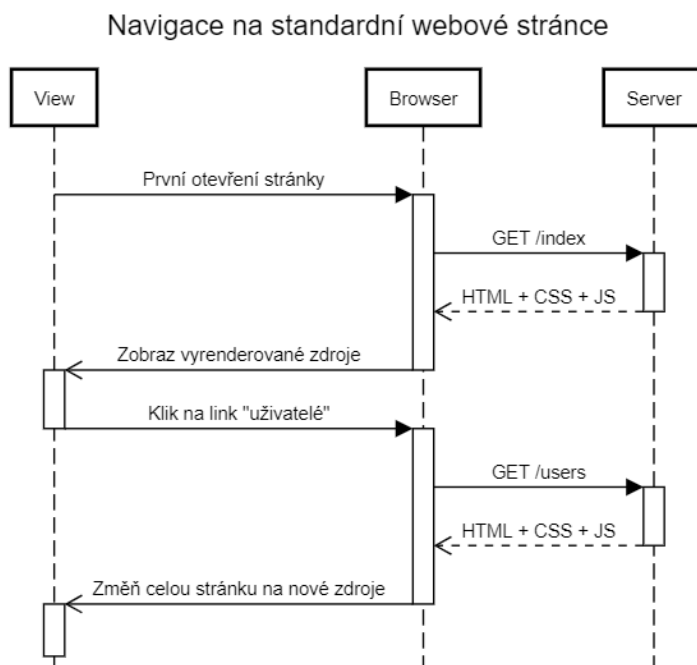 Navigace na standardní webové stránce
View
Browser
Server
První otevření stránky
GET /index
HTML + CSS + JS
Zobraz vyrenderované zdroje
Klik na link "uživatelé"
GET /users
HTML + CSS + JS
Změň celou stránku na nové zdroje